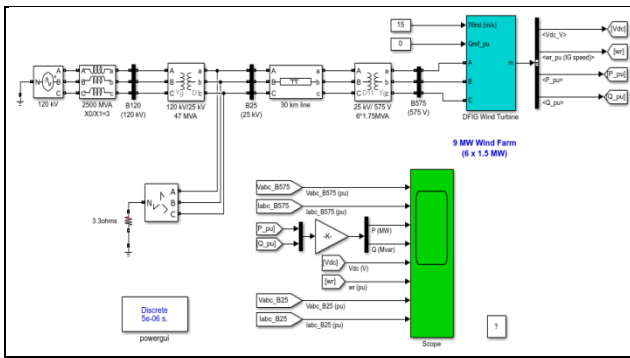 15
Wind (m/s)
0
Qref_pu
<Vdc_V>
[Vdc]
<wr_pu (IG speed)>
[wr]
<P_pu>
[P_pu]
<Q_pu>
[Q_pu]
m
A
B
C
DFIG Wind Turbine
9 MW Wind Farm
(6 x 1.5 MW)
N
A
B
C
120 kV
A
B
C
a
b
c
2500 MVA
X0/X1=3
B120
(120 kV)
A
B
C
a
b
c
120 kV/25 kV
47 MVA
B25
(25 kV)
A
B
C
a
b
c
30 km line
A
B
C
a
b
c
25 kV/ 575 V
6*1.75MVA
B575
(575 V)
A
B
C
3.3ohms
Vabc_B575
Vabc_B575 (pu)
Iabc_B575
Iabc_B575 (pu)
[P_pu]
[Q_pu]
-K-
P (MW)
Q (Mvar)
[Vdc]
Vdc (V)
[wr]
wr (pu)
Vabc_B25
Vabc_B25 (pu)
Iabc_B25
Iabc_B25 (pu)
Scope
?
Discrete
5e-06 s.
powergui